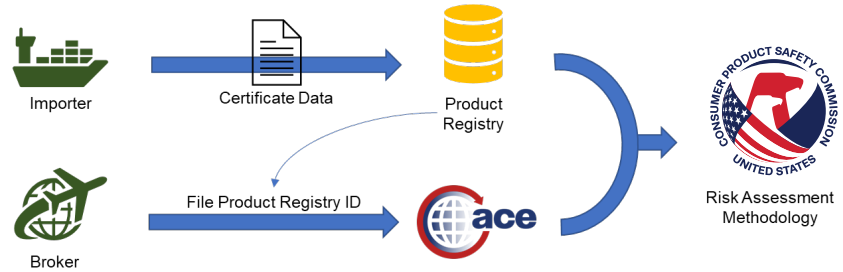 Importer
Certificate Data
Product
Registry
CONSUMER PRODUCT SAFETY COMMISSION
UNITED STATES
Risk Assessment
Methodology
File Product Registry ID
ace
Broker